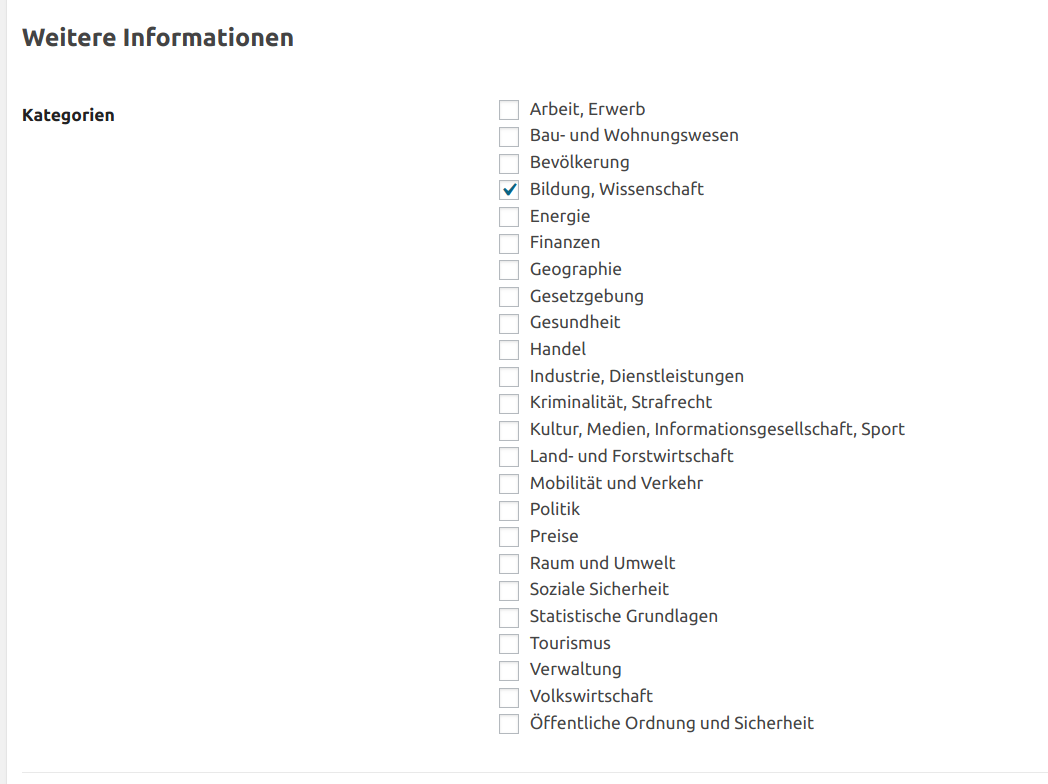 Weitere Informationen
Kategorien
Arbeit, Erwerb
Bau- und Wohnungswesen
Bevölkerung
Bildung, Wissenschaft
Energie
Finanzen
Geographie
Gesetzgebung
Gesundheit
Handel
Industrie, Dienstleistungen
Kriminalität, Strafrecht
Kultur, Medien, Informationsgesellschaft, Sport
Land- und Forstwirtschaft
Mobilität und Verkehr
Politik
Preise
Raum und Umwelt
Soziale Sicherheit
Statistische Grundlagen
Tourismus
Verwaltung
Volkswirtschaft
Öffentliche Ordnung und Sicherheit